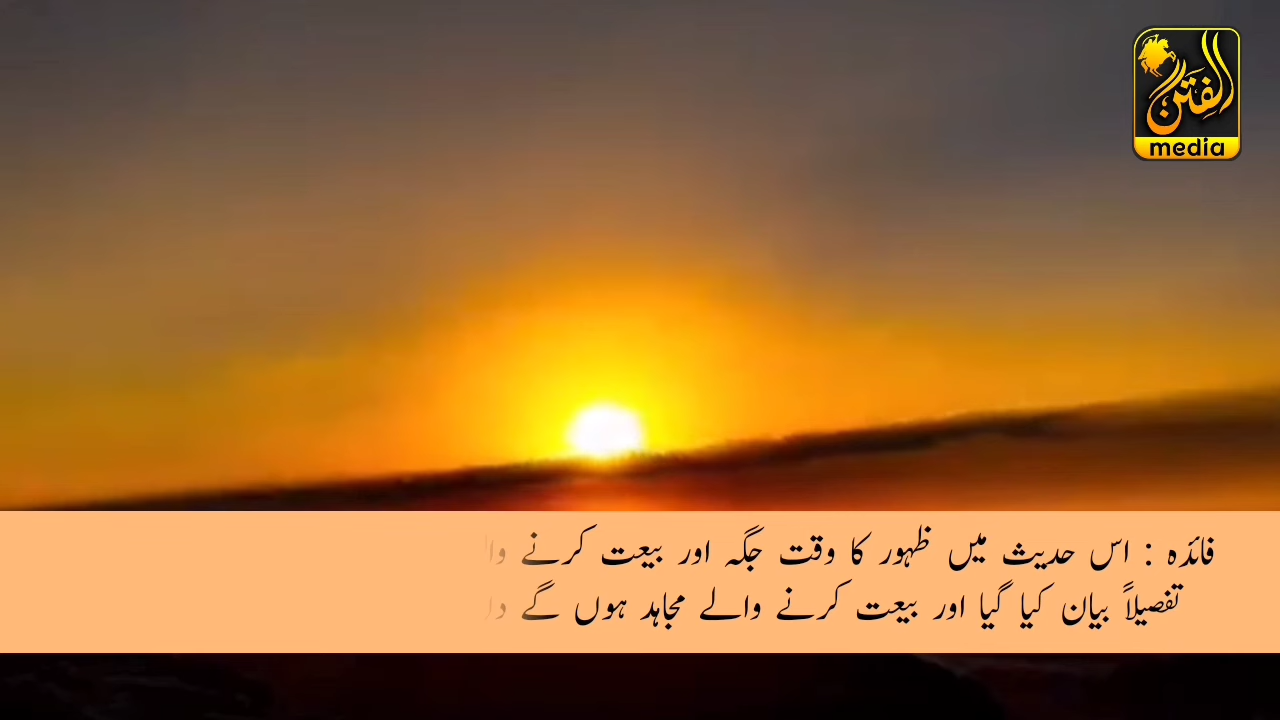 الفتن
media
فائدہ : اس حدیث میں ظہور کا وقت جگہ اور بیعت کرنے
تفصیلاً بیان کیا گیا اور بیعت کرنے والے مجاہد ہوں گے